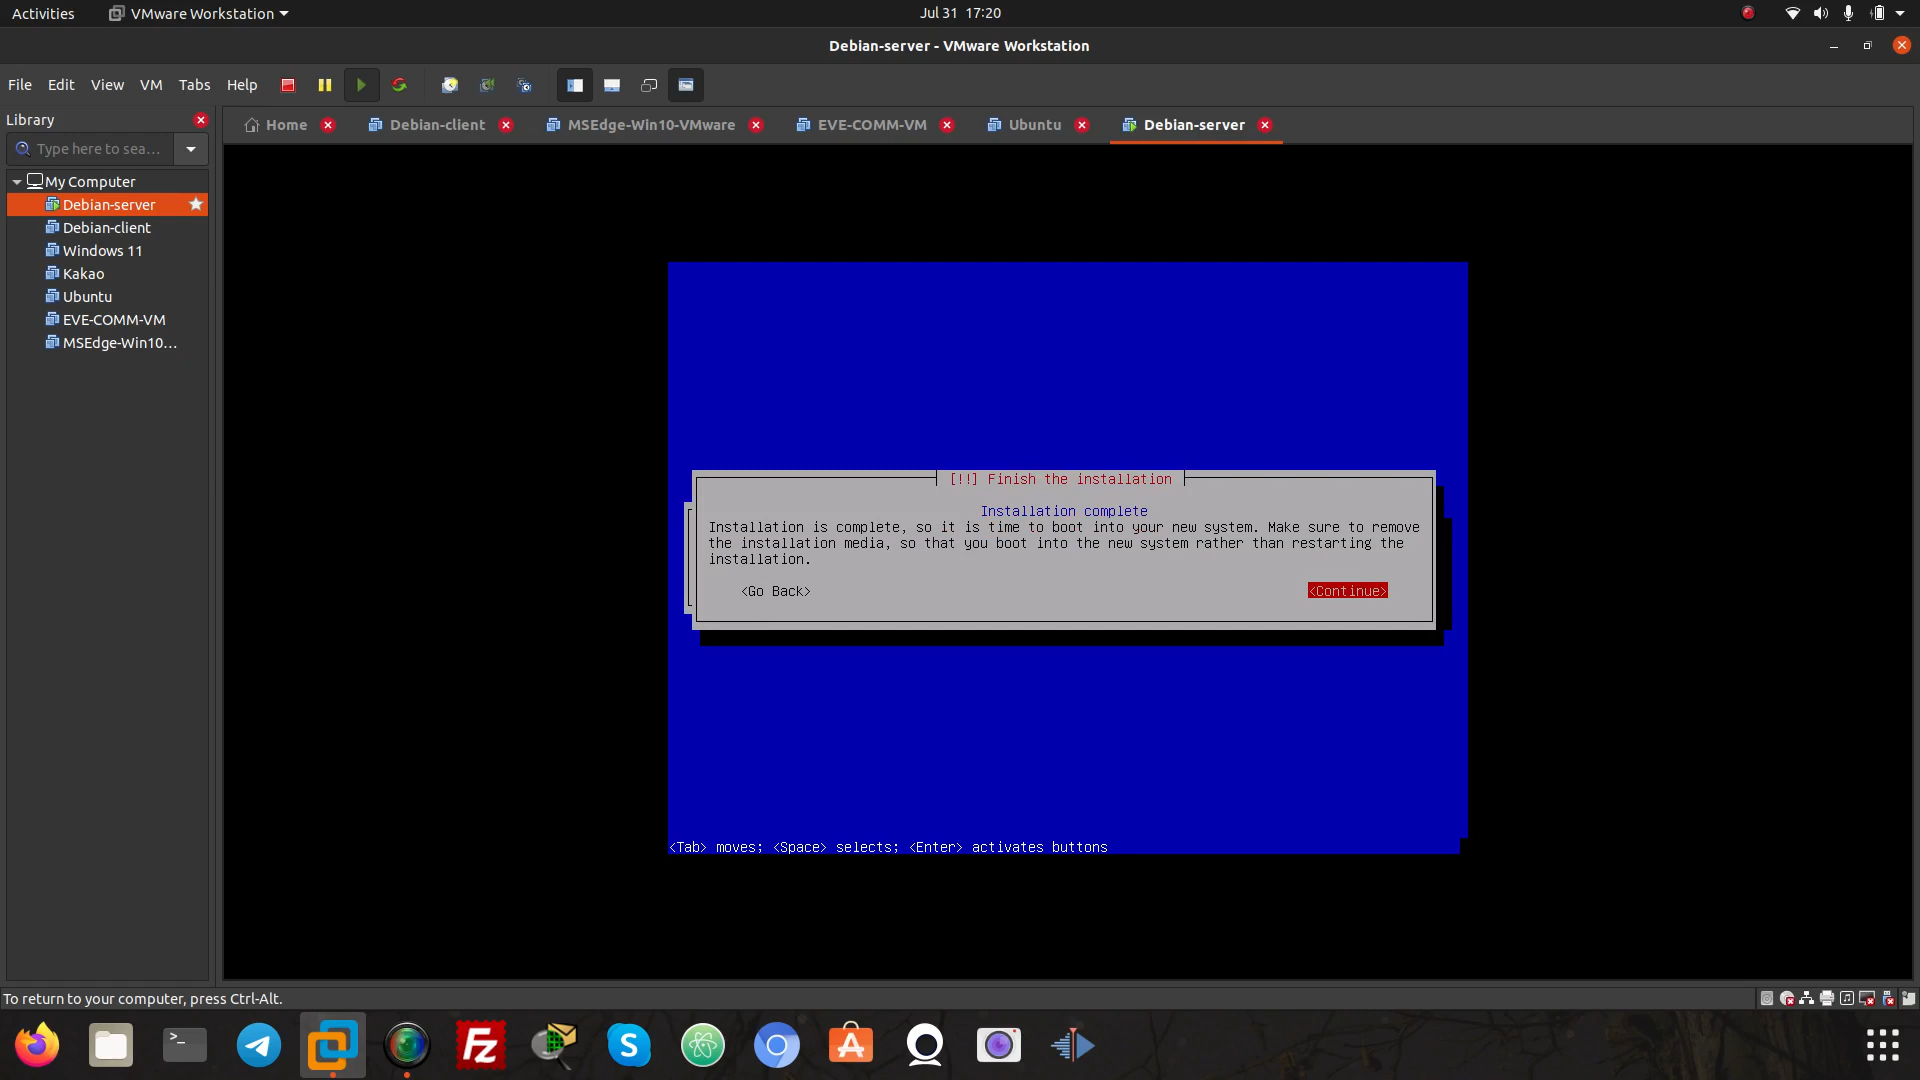 Activities
VMware Workstation
Jul 31 17:20
Debian-server - VMware Workstation
File Edit View VM Tabs Help
Library
Type here to sea...
My Computer
Debian-server
Debian-client
Windows 11
Kakao
Ubuntu
EVE-COMM-VM
MSEdge-Win10...
Home
Debian-client
MSEdge-Win10-VMware
EVE-COMM-VM
Ubuntu
Debian-server
[!!] Finish the installation
Installation complete
Installation is complete, so it is time to boot into your new system. Make sure to remove
the installation media, so that you boot into the new system rather than restarting the
installation.
<Go Back>
<Continue>
<Tab> moves; <Space> selects; <Enter> activates buttons
To return to your computer, press Ctrl-Alt.
>_
Fz
S
A